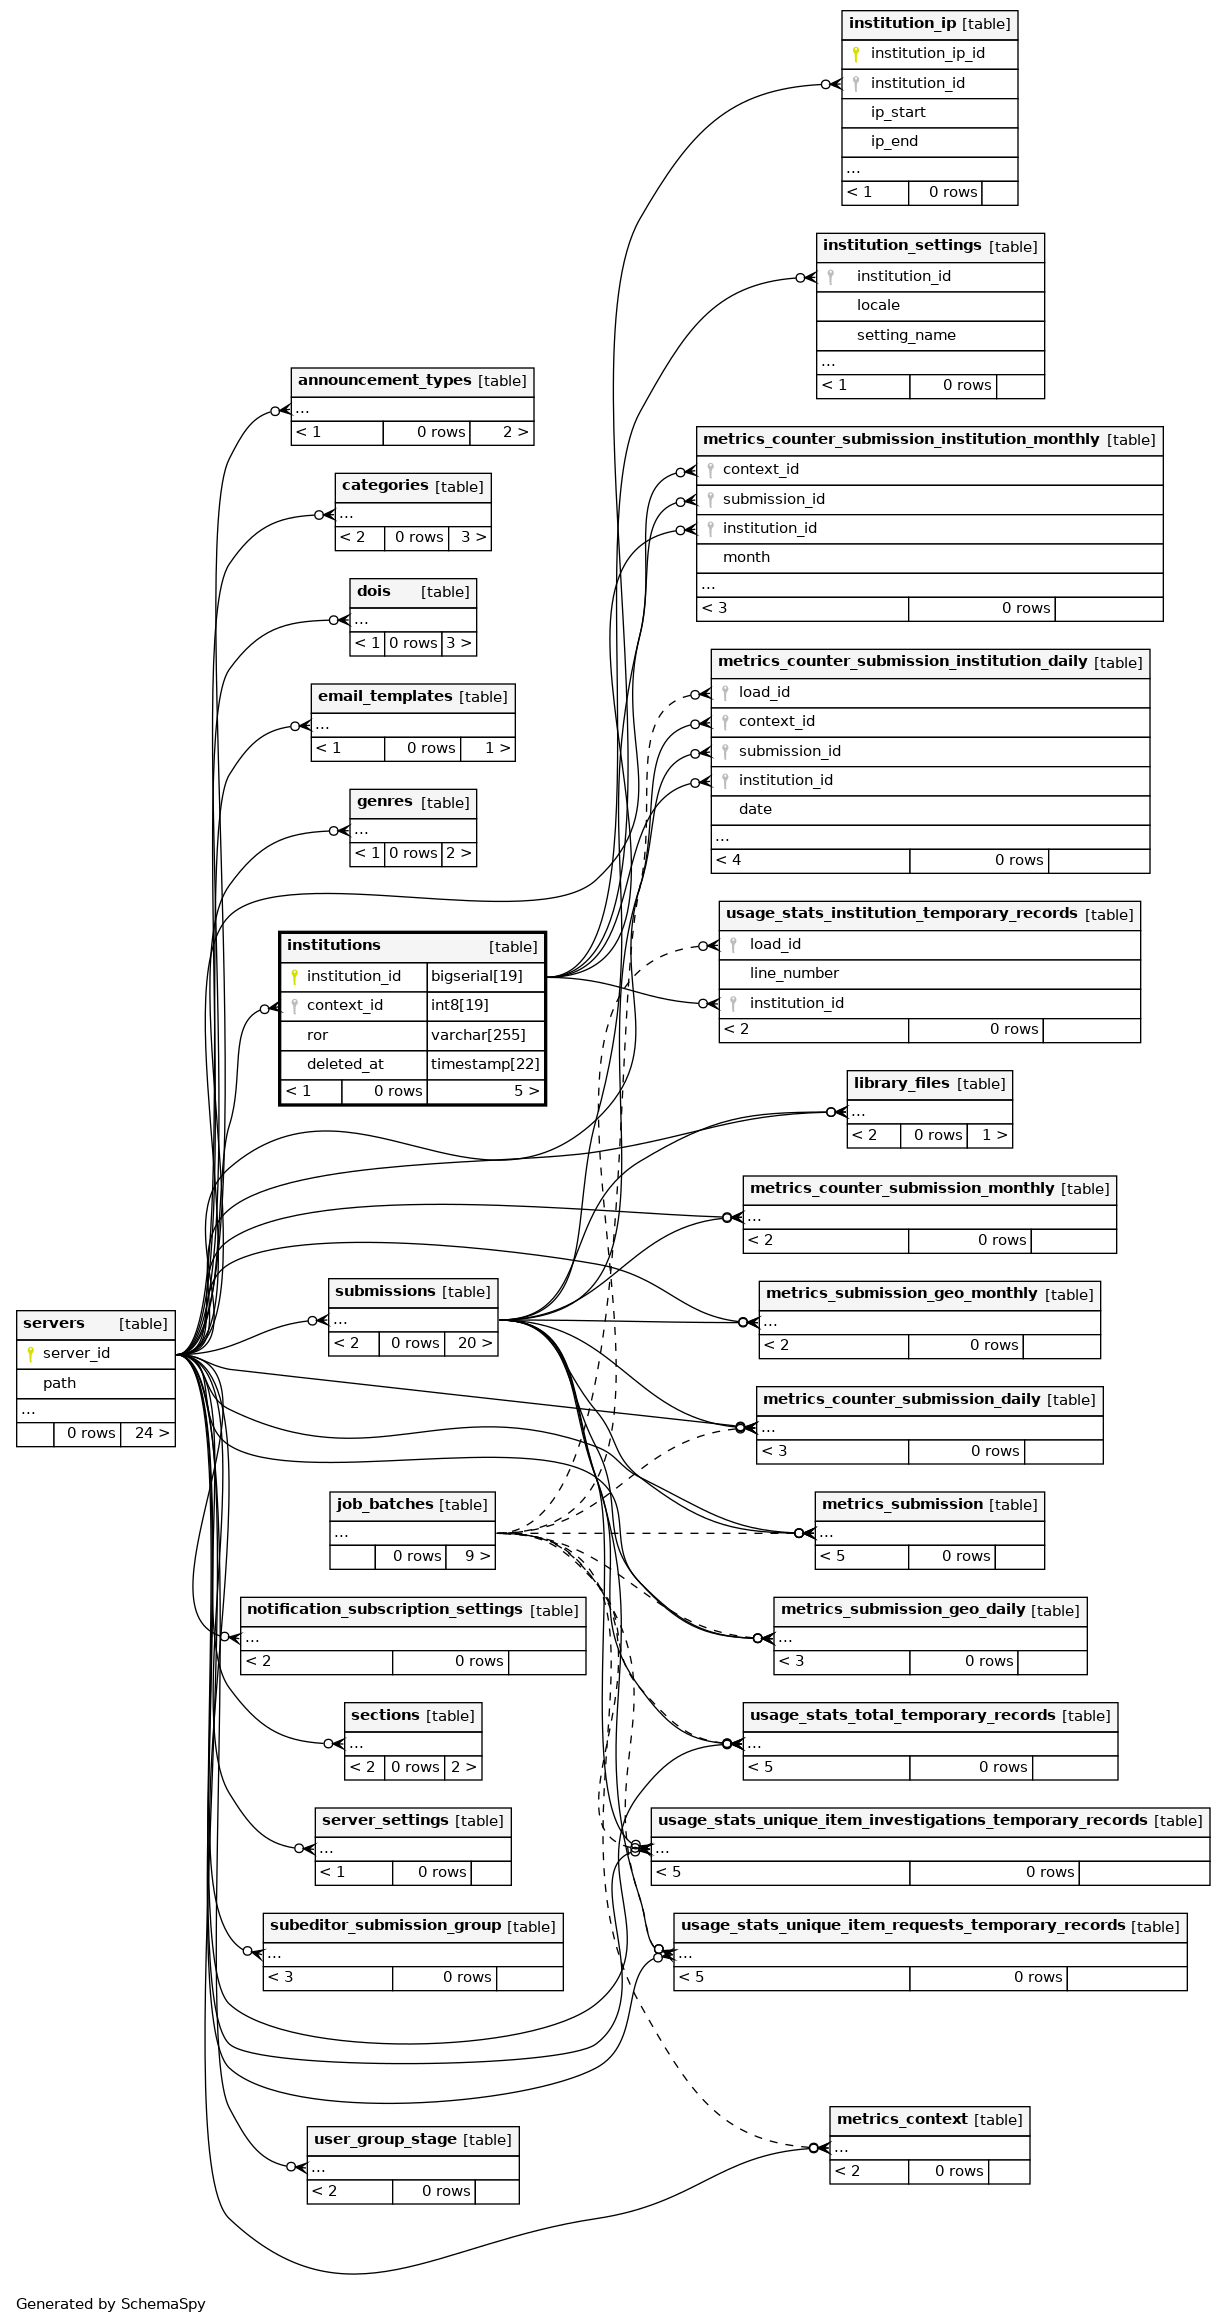 institution_ip [table]
institution_ip_id
institution_id
ip_start
ip_end
...
< 1 0 rows
institution_settings [table]
institution_id
locale
setting_name
...
< 1 0 rows
metrics_counter_submission_institution_monthly [table]
context_id
submission_id
institution_id
month
...
< 3 0 rows
metrics_counter_submission_institution_daily [table]
load_id
context_id
submission_id
institution_id
date
...
< 4 0 rows
usage_stats_institution_temporary_records [table]
load_id
line_number
institution_id
< 2 0 rows
library_files [table]
...
< 2 0 rows 1 >
metrics_counter_submission_monthly [table]
...
< 2 0 rows
metrics_submission_geo_monthly [table]
...
< 2 0 rows
metrics_counter_submission_daily [table]
...
< 3 0 rows
metrics_submission [table]
...
< 5 0 rows
metrics_submission_geo_daily [table]
...
< 3 0 rows
usage_stats_total_temporary_records [table]
...
< 5 0 rows
usage_stats_unique_item_investigations_temporary_records [table]
...
< 5 0 rows
usage_stats_unique_item_requests_temporary_records [table]
...
< 5 0 rows
metrics_context [table]
...
< 2 0 rows
announcement_types [table]
...
< 1 0 rows 2 >
categories [table]
...
< 2 0 rows 3 >
dois [table]
...
< 1 0 rows 3 >
email_templates [table]
...
< 1 0 rows 1 >
genres [table]
...
< 1 0 rows 2 >
institutions [table]
institution_id bigserial[19]
context_id int8[19]
ror varchar[255]
deleted_at timestamp[22]
< 1 0 rows 5 >
submissions [table]
...
< 2 0 rows 20 >
servers [table]
server_id
path
...
0 rows 24 >
job_batches [table]
...
0 rows 9 >
notification_subscription_settings [table]
...
< 2 0 rows
sections [table]
...
< 2 0 rows 2 >
server_settings [table]
...
< 1 0 rows
subeditor_submission_group [table]
...
< 3 0 rows
user_group_stage [table]
...
< 2 0 rows
Generated by SchemaSpy